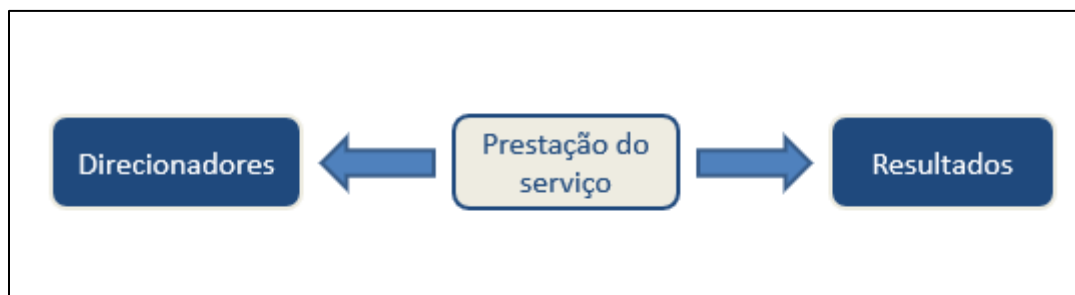 Direcionadores
Prestação do
serviço
Resultados